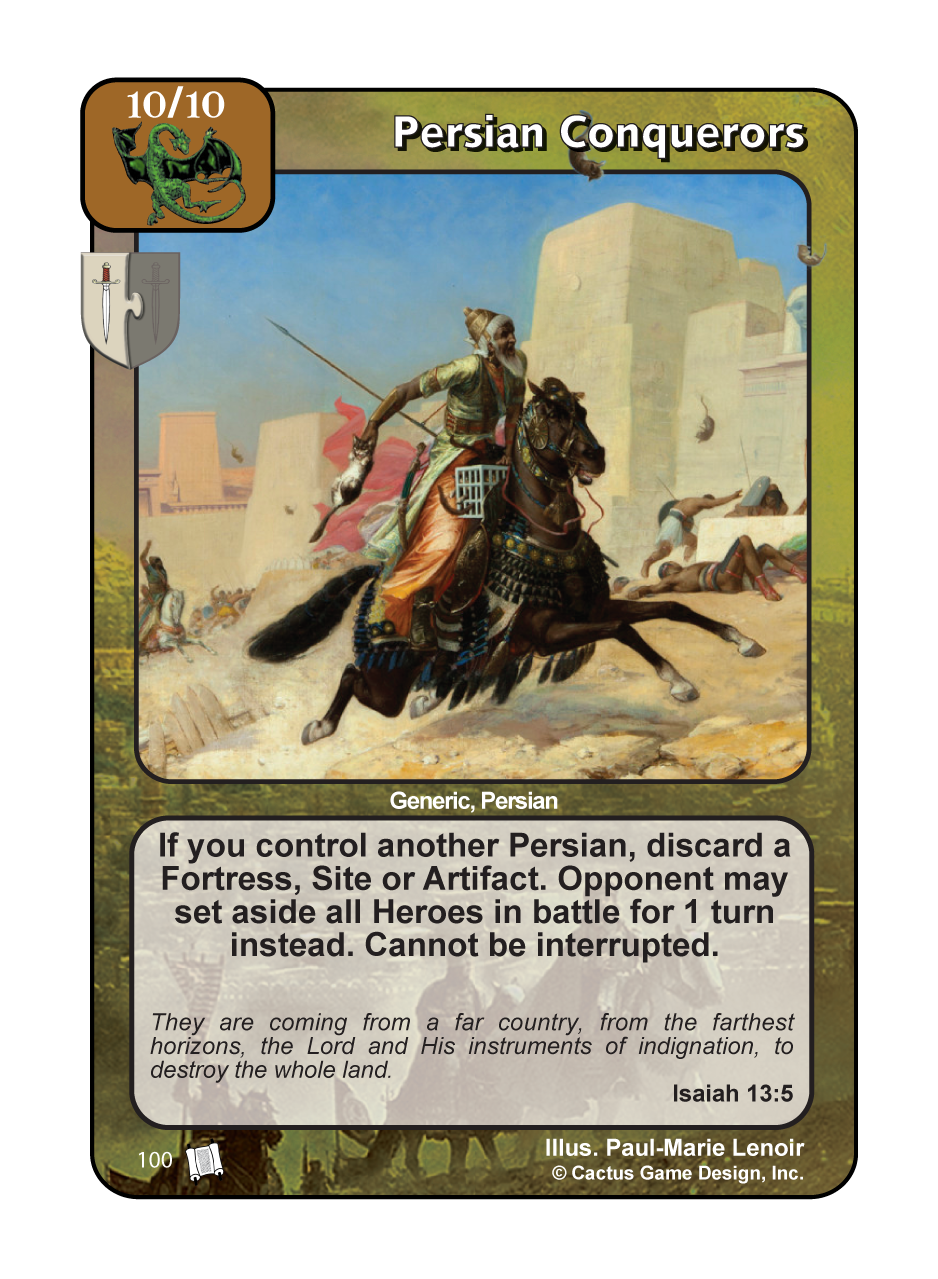 10/10
Persian Conquerors
Generic, Persian
If you control another Persian, discard a
Fortress, Site or Artifact. Opponent may
set aside all Heroes in battle for 1 turn
instead. Cannot be interrupted.
They are coming from a far country, from the farthest
horizons, the Lord and His instruments of indignation, to
destroy the whole land.
Isaiah 13:5
100
Illus. Paul-Marie Lenoir
© Cactus Game Design, Inc.